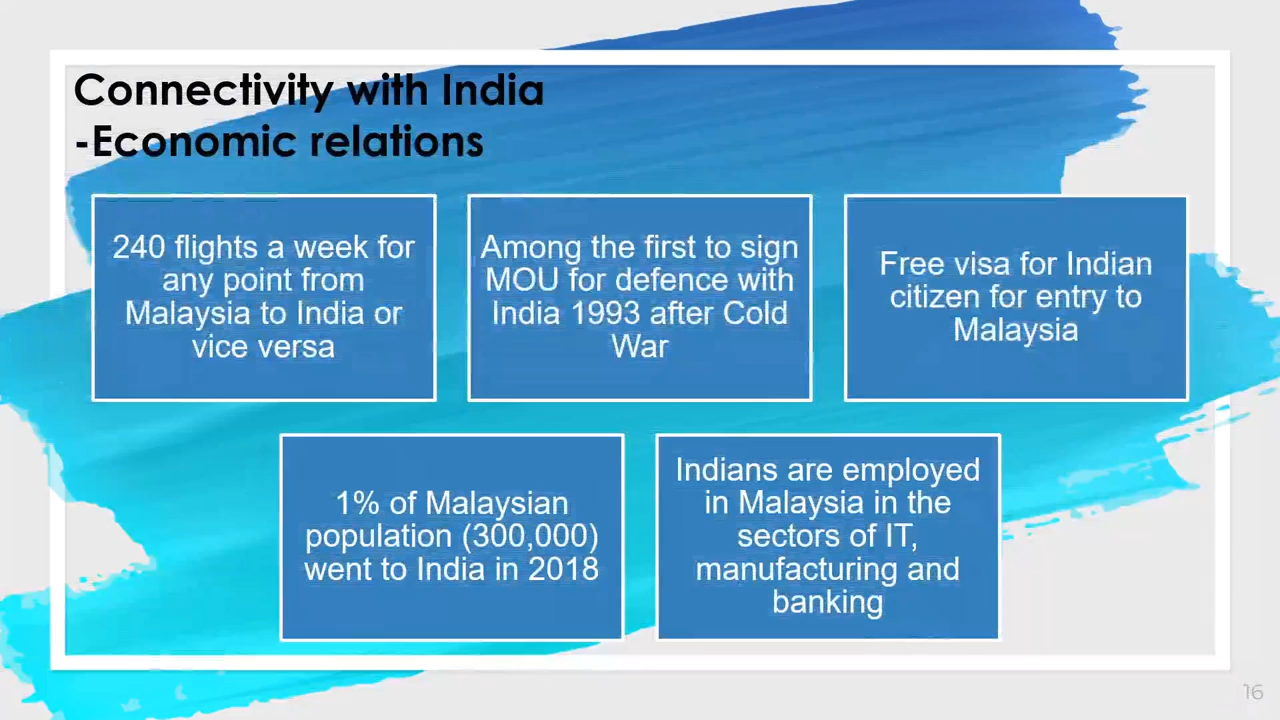 Connectivity with India
-Economic relations
240 flights a week for
any point from
Malaysia to India or
vice versa
Among the first to sign
MOU for defence with
India 1993 after Cold
War
Free visa for Indian
citizen for entry to
Malaysia
1% of Malaysian
population (300,000)
went to India in 2018
Indians are employed
in Malaysia in the
sectors of IT,
manufacturing and
banking
16